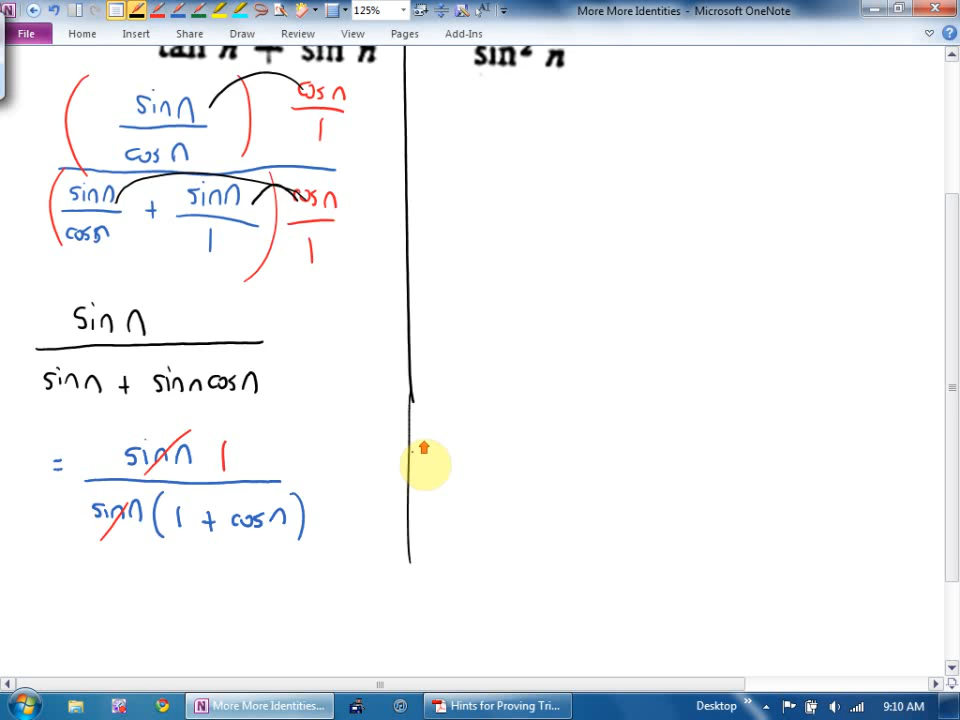 125%
More More Identities - Microsoft OneNote
File Home Insert Draw Review View Pages Add-Ins
tan n + sin n
sin² n
sin n cos n
cos n 1
sin n + sin n cos n
cos n 1 1
sin n
sin n + sin n cos n
= sin n 1
sin n (1 + cos n)
More More Identities... Hints for Proving Tri... Desktop 9:10 AM